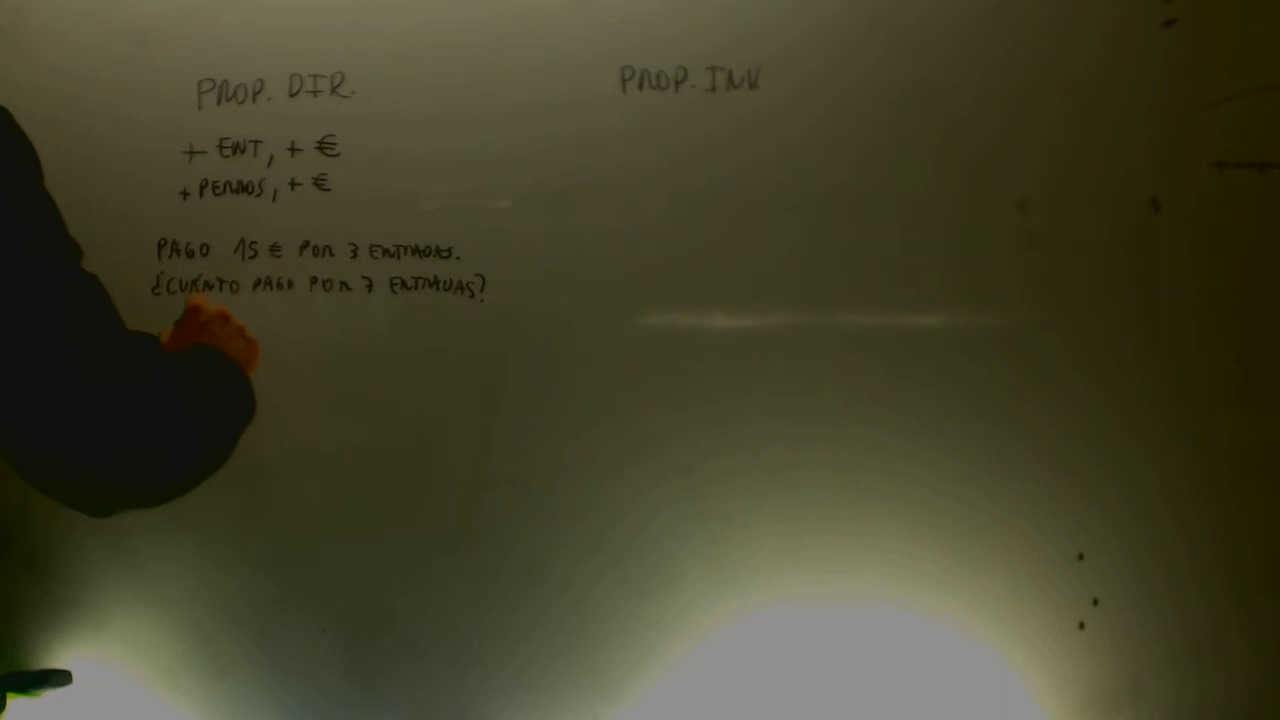 PROP. DIR.
+ ENT, + €
+ PERROS, + €
PAGO 15 € POR 3 ENTRADAS.
¿CUÁNTO PAGO POR 7 ENTRADAS?
PROP. INV